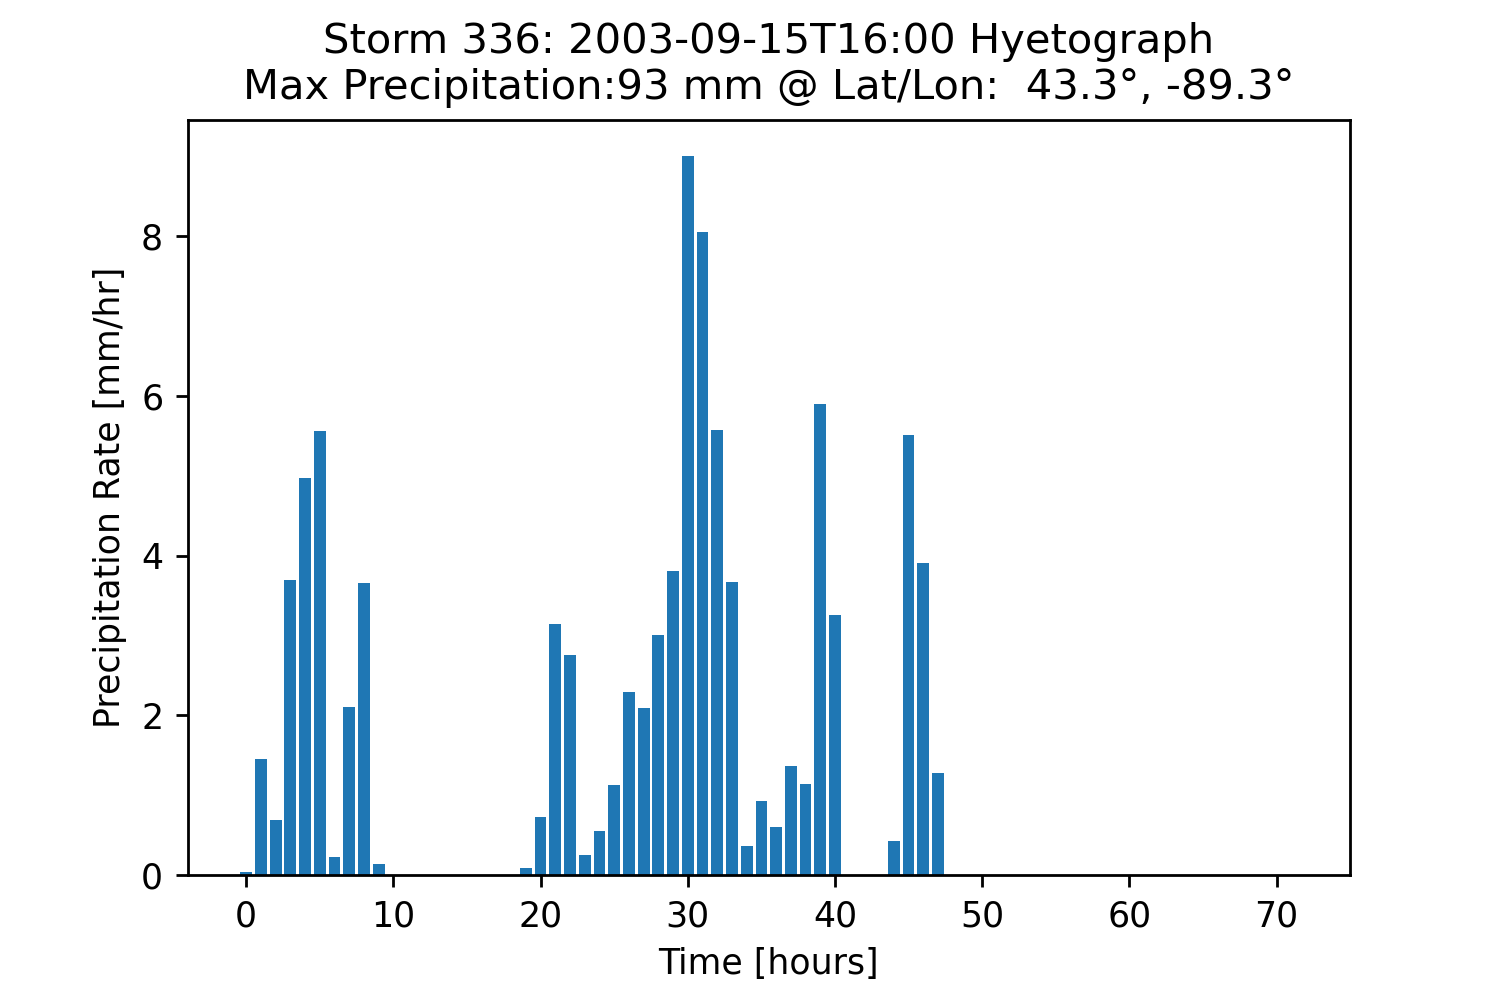 Storm 336: 2003-09-15T16:00 Hyetograph
Max Precipitation:93 mm @ Lat/Lon:  43.3°, -89.3°
Precipitation Rate [mm/hr]
8
6
4
2
0
0 10 20 30 40 50 60 70
Time [hours]